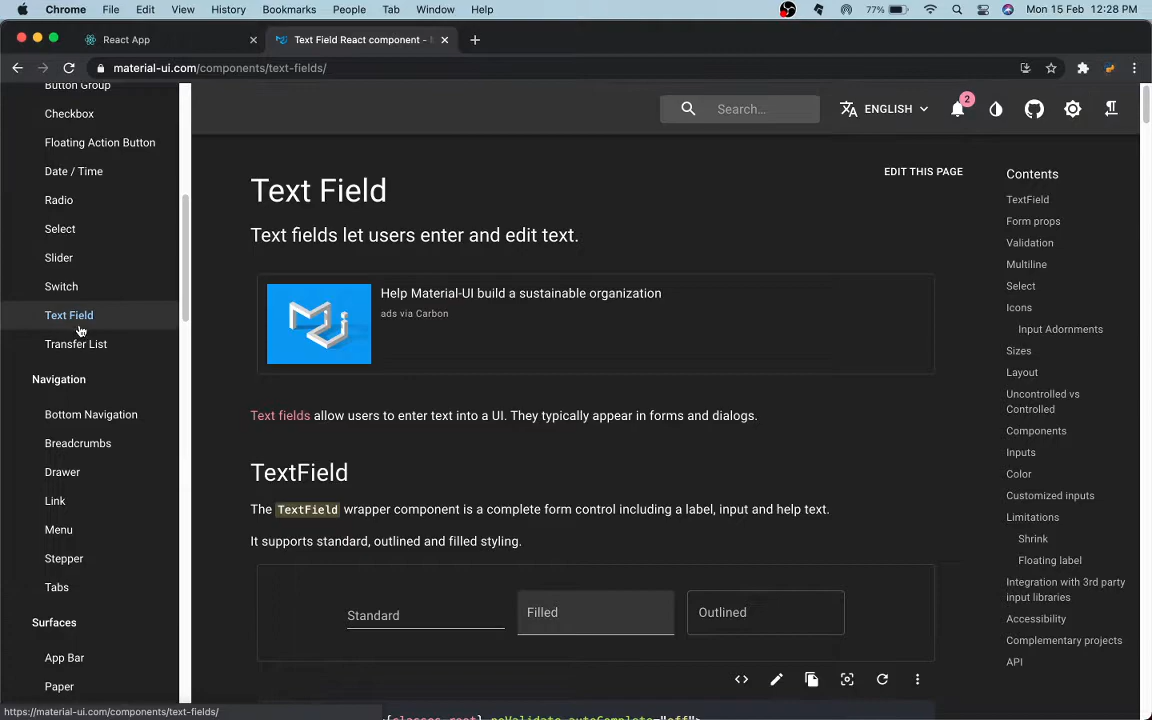 Chrome File Edit View History Bookmarks People Tab Window Help 77% Mon 15 Feb 12:28 PM
React App
Text Field React component -
material-ui.com/components/text-fields/
Button Group
Checkbox
Floating Action Button
Date / Time
Radio
Select
Slider
Switch
Text Field
Transfer List
Navigation
Bottom Navigation
Breadcrumbs
Drawer
Link
Menu
Stepper
Tabs
Surfaces
App Bar
Paper
https://material-ui.com/components/text-fields/
Search...
ENGLISH
2
EDIT THIS PAGE
Text Field
Text fields let users enter and edit text.
Help Material-UI build a sustainable organization
ads via Carbon
Text fields allow users to enter text into a UI. They typically appear in forms and dialogs.
TextField
The TextField wrapper component is a complete form control including a label, input and help text.
It supports standard, outlined and filled styling.
Standard
Filled
Outlined
{classes.root} noValidate autoComplete="off">
Contents
TextField
Form props
Validation
Multiline
Select
Icons
Input Adornments
Sizes
Layout
Uncontrolled vs
Controlled
Components
Inputs
Color
Customized inputs
Limitations
Shrink
Floating label
Integration with 3rd party
input libraries
Accessibility
Complementary projects
API